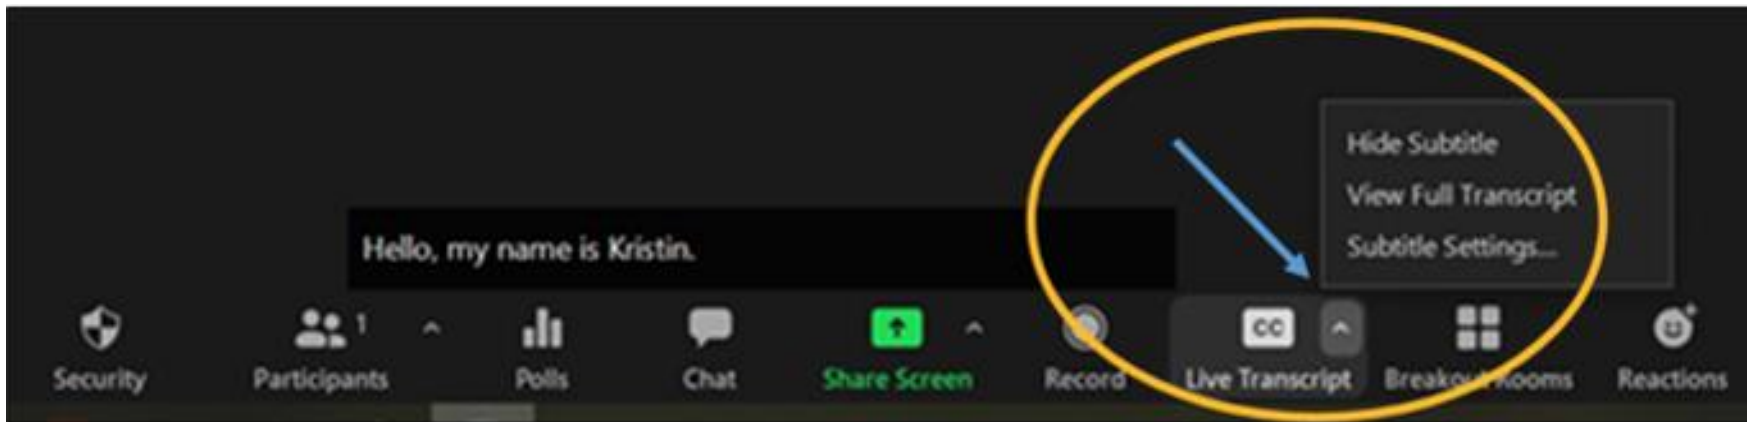 Hide Subtitle
View Full Transcript
Subtitle Settings...
Hello, my name is Kristin.
1
CC
Security
Participants
Polls
Chat
Share Screen
Record
Live Transcript
Breakout Rooms
Reactions